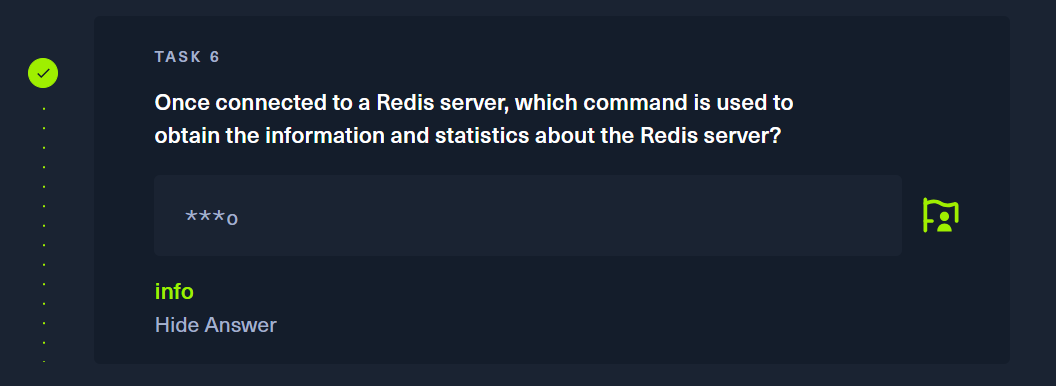 TASK 6
Once connected to a Redis server, which command is used to
obtain the information and statistics about the Redis server?
***o
info
Hide Answer